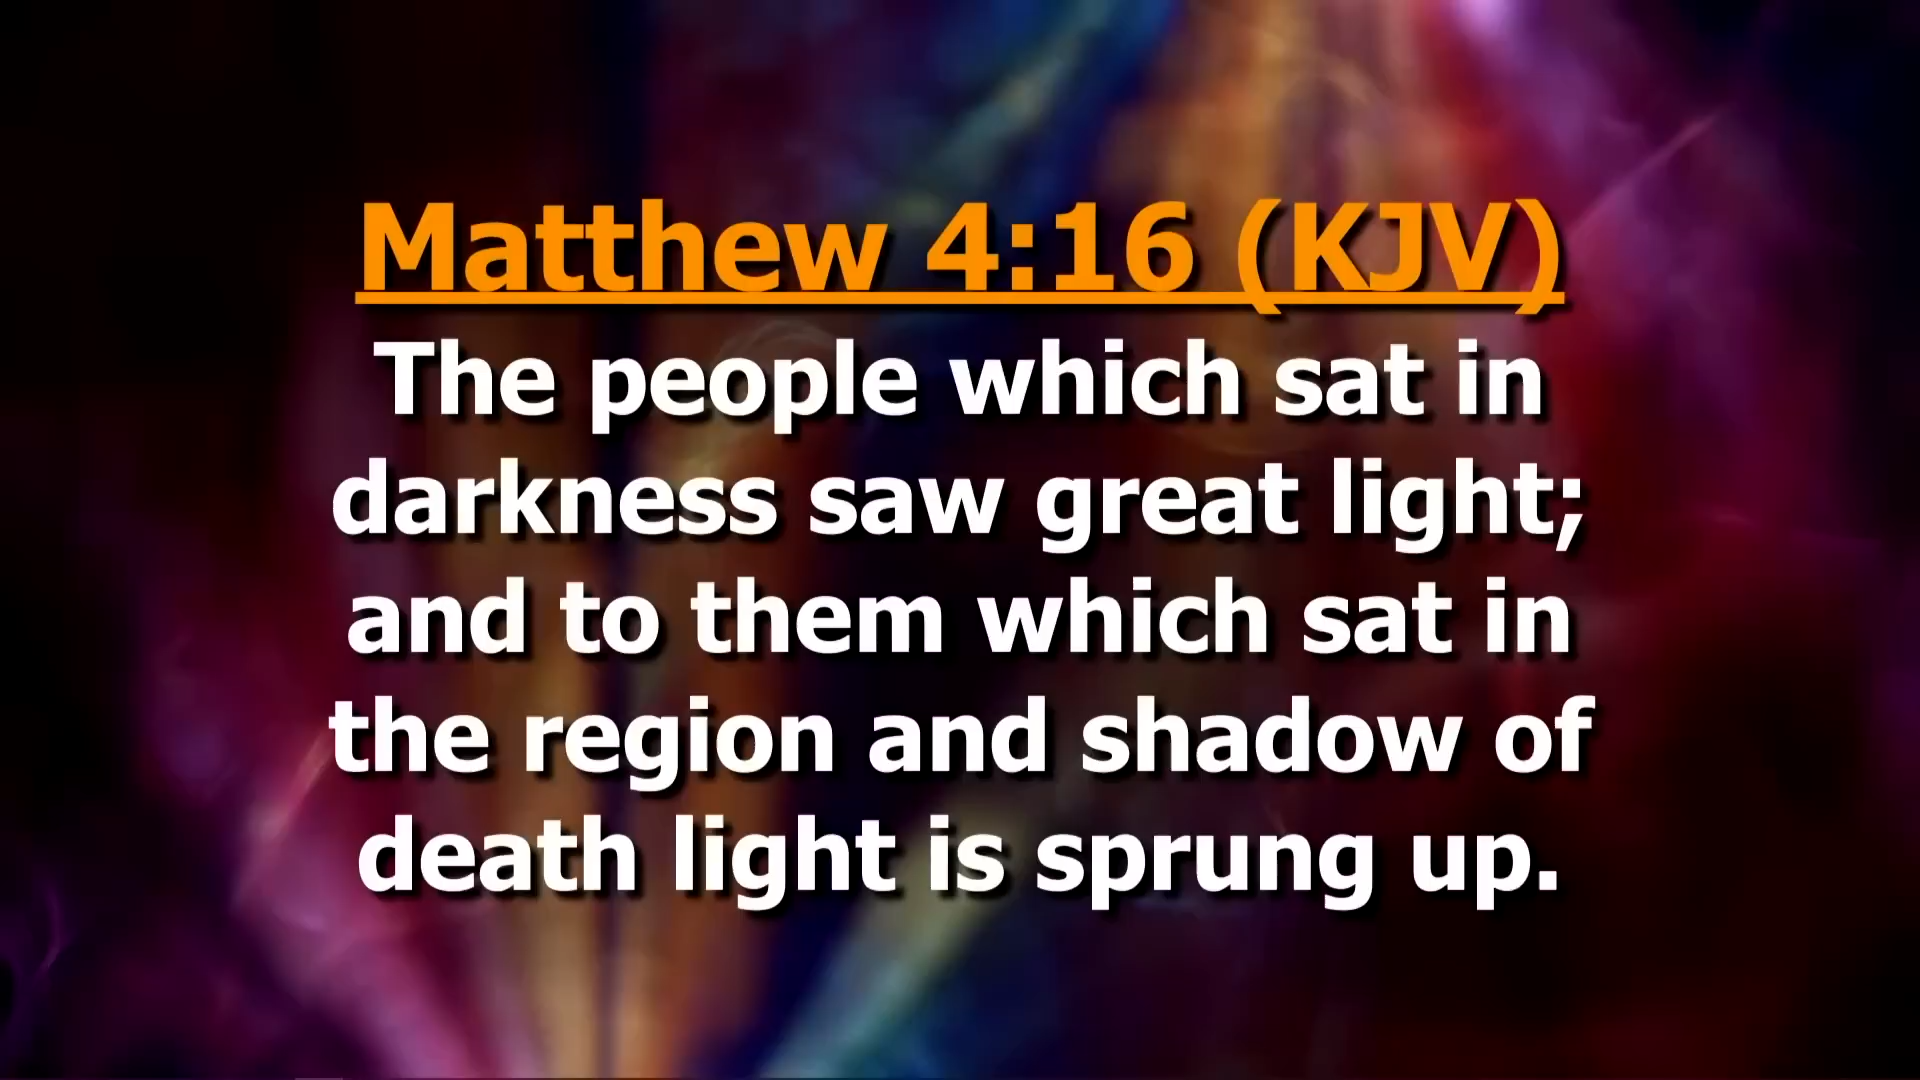 Matthew 4:16 (KJV)
The people which sat in
darkness saw great light;
and to them which sat in
the region and shadow of
death light is sprung up.